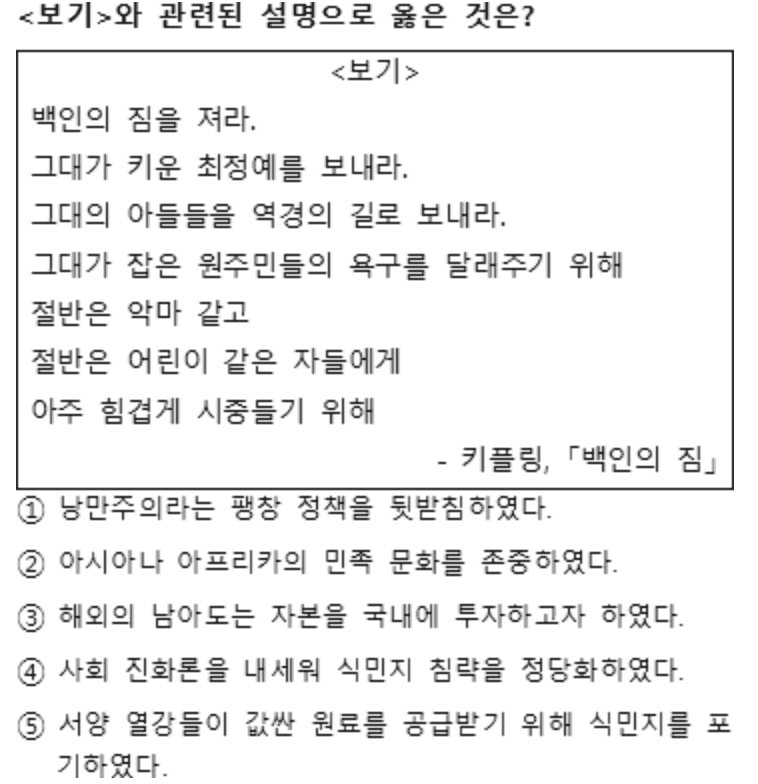 <보기>와 관련된 설명으로 옳은 것은?
<보기>
백인의 짐을 져라.
그대가 키운 최정예를 보내라.
그대의 아들들을 역경의 길로 보내라.
그대가 잡은 원주민들의 욕구를 달래주기 위해
절반은 악마 같고
절반은 어린이 같은 자들에게
아주 힘겹게 시중들기 위해
- 키플링, 「백인의 짐」
① 낭만주의라는 팽창 정책을 뒷받침하였다.
② 아시아나 아프리카의 민족 문화를 존중하였다.
③ 해외의 남아도는 자본을 국내에 투자하고자 하였다.
④ 사회 진화론을 내세워 식민지 침략을 정당화하였다.
⑤ 서양 열강들이 값싼 원료를 공급받기 위해 식민지를 포
기하였다.